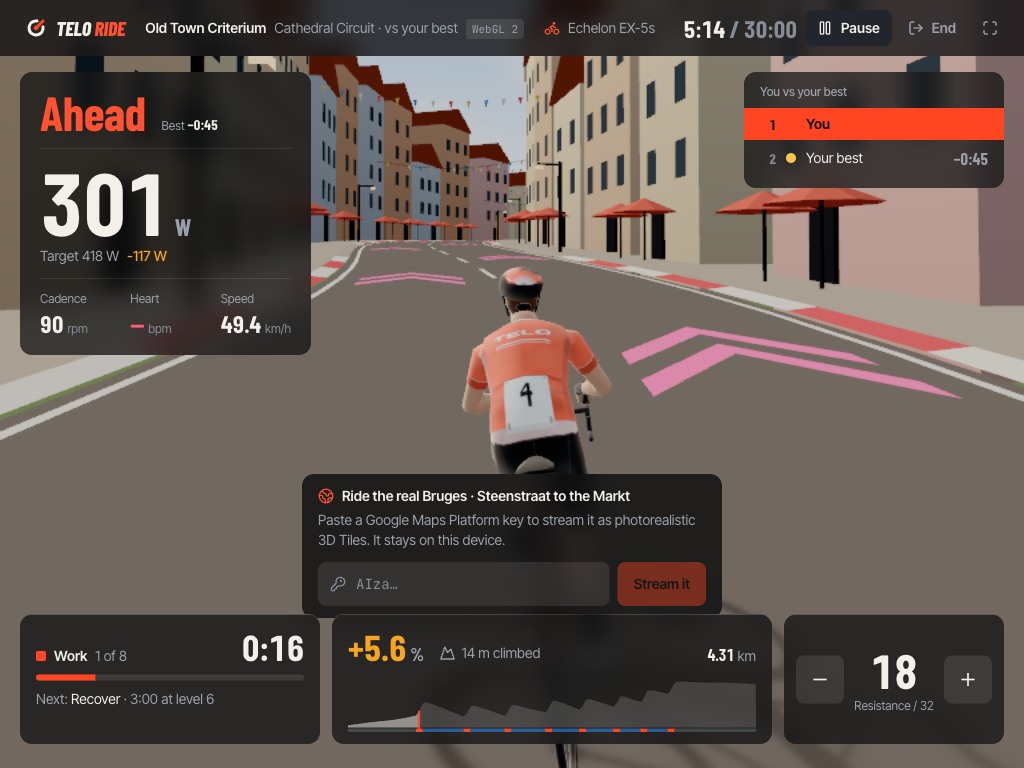 TELO RIDE
Old Town Criterium Cathedral Circuit · vs your best WebGL 2 Echelon EX-5s 5:14 / 30:00 Pause End
Ahead Best −0:45
301 W
Target 418 W -117 W
Cadence Heart Speed
90 rpm — bpm 49.4 km/h
You vs your best
1 You
2 Your best −0:45
TELO
4
Ride the real Bruges · Steenstraat to the Markt
Paste a Google Maps Platform key to stream it as photorealistic
3D Tiles. It stays on this device.
AIza… Stream it
Work 1 of 8 0:16
Next: Recover · 3:00 at level 6
+5.6 % 14 m climbed 4.31 km
− 18 +
Resistance / 32